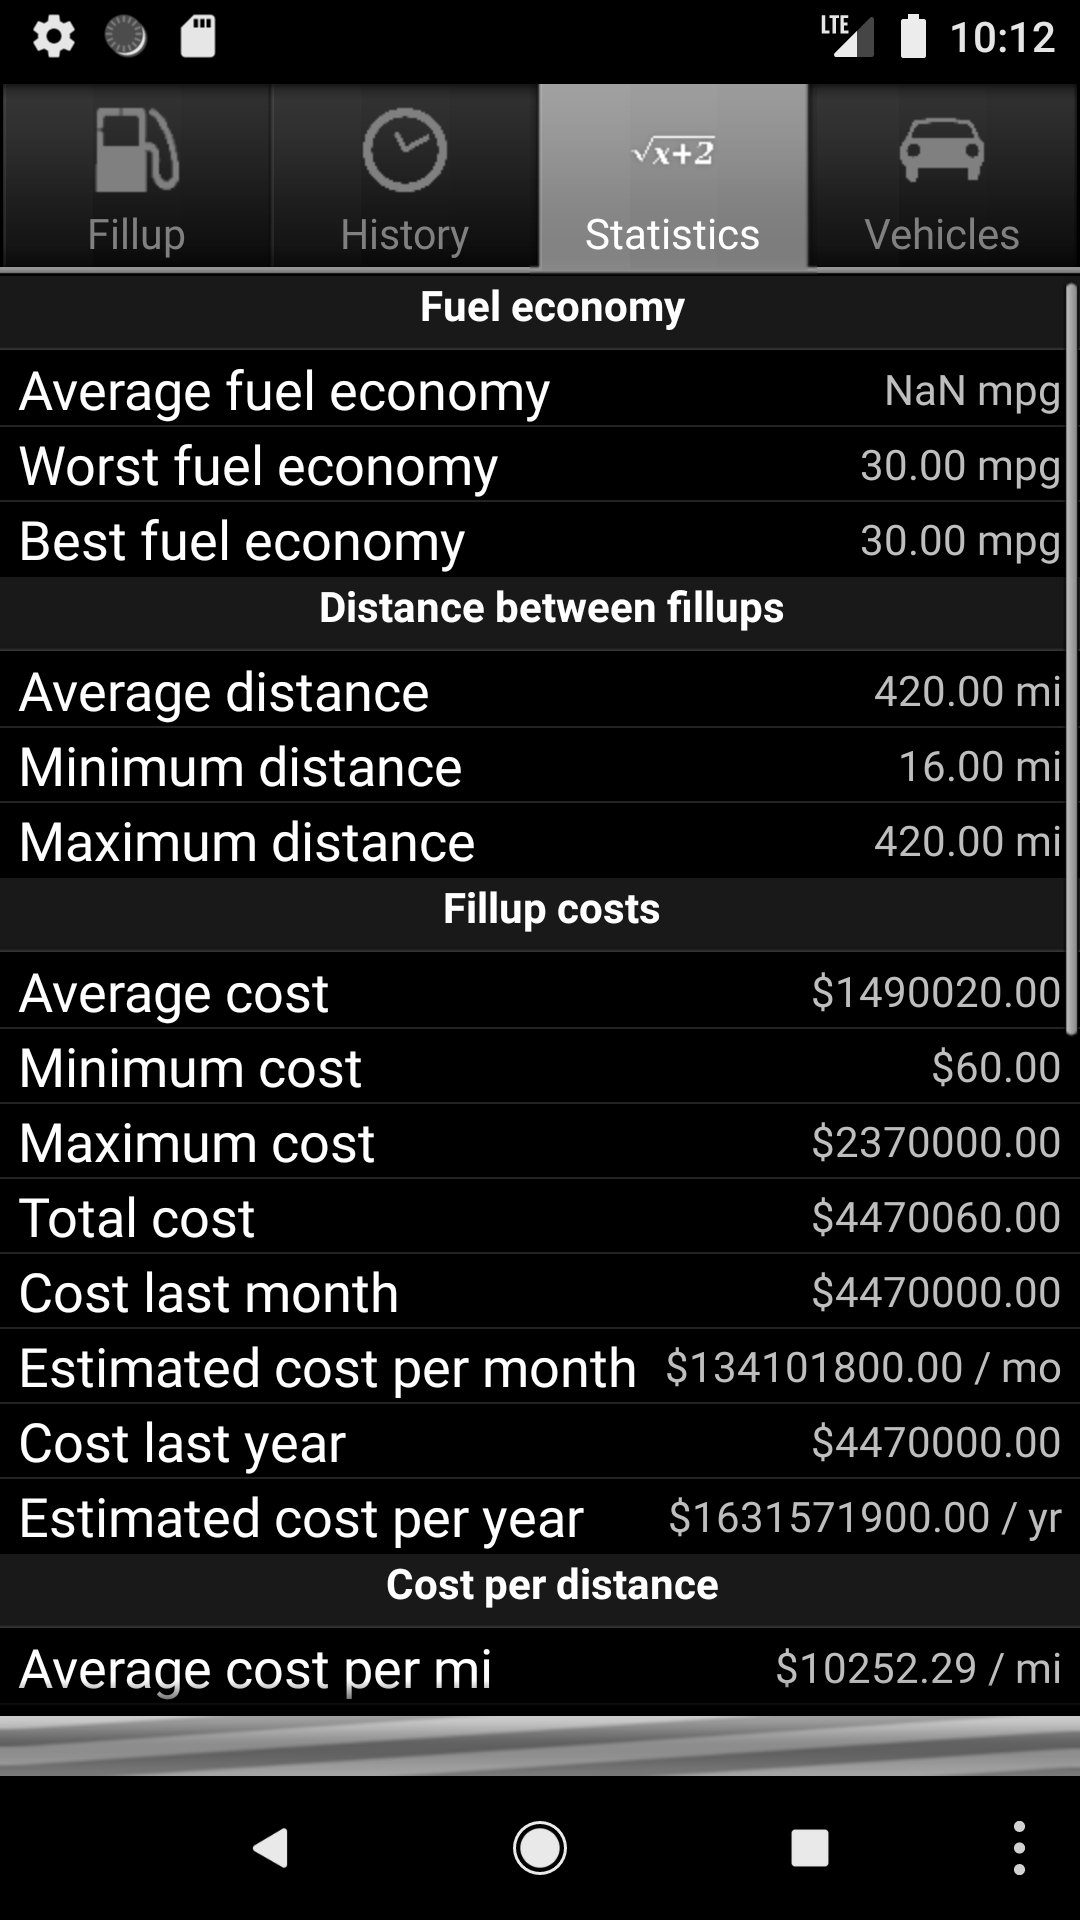 LTE 10:12
√x+2
Fillup History Statistics Vehicles
Fuel economy
Average fuel economy NaN mpg
Worst fuel economy 30.00 mpg
Best fuel economy 30.00 mpg
Distance between fillups
Average distance 420.00 mi
Minimum distance 16.00 mi
Maximum distance 420.00 mi
Fillup costs
Average cost $1490020.00
Minimum cost $60.00
Maximum cost $2370000.00
Total cost $4470060.00
Cost last month $4470000.00
Estimated cost per month $134101800.00 / mo
Cost last year $4470000.00
Estimated cost per year $1631571900.00 / yr
Cost per distance
Average cost per mi $10252.29 / mi